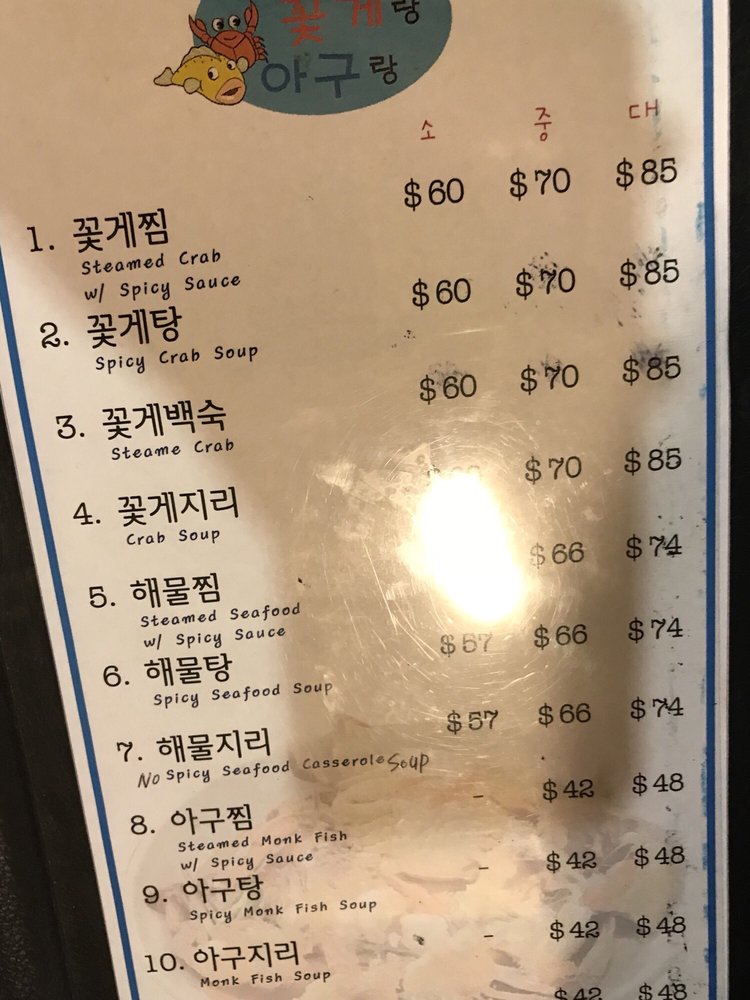 꽃게랑
아구랑
소 중 대
1. 꽃게찜 $60 $70 $85
Steamed Crab
w/ Spicy Sauce
2. 꽃게탕 $60 $70 $85
Spicy Crab Soup
3. 꽃게백숙 $60 $70 $85
Steame Crab
4. 꽃게지리 $70 $85
Crab Soup
5. 해물찜 $66 $74
Steamed Seafood
w/ Spicy Sauce
6. 해물탕 $57 $66 $74
Spicy Seafood Soup
7. 해물지리 $57 $66 $74
No Spicy Seafood Casserole Soup
8. 아구찜 - $42 $48
Steamed Monk Fish
w/ Spicy Sauce
9. 아구탕 - $42 $48
Spicy Monk Fish Soup
10. 아구지리 - $42 $48
Monk Fish Soup
$42 $48